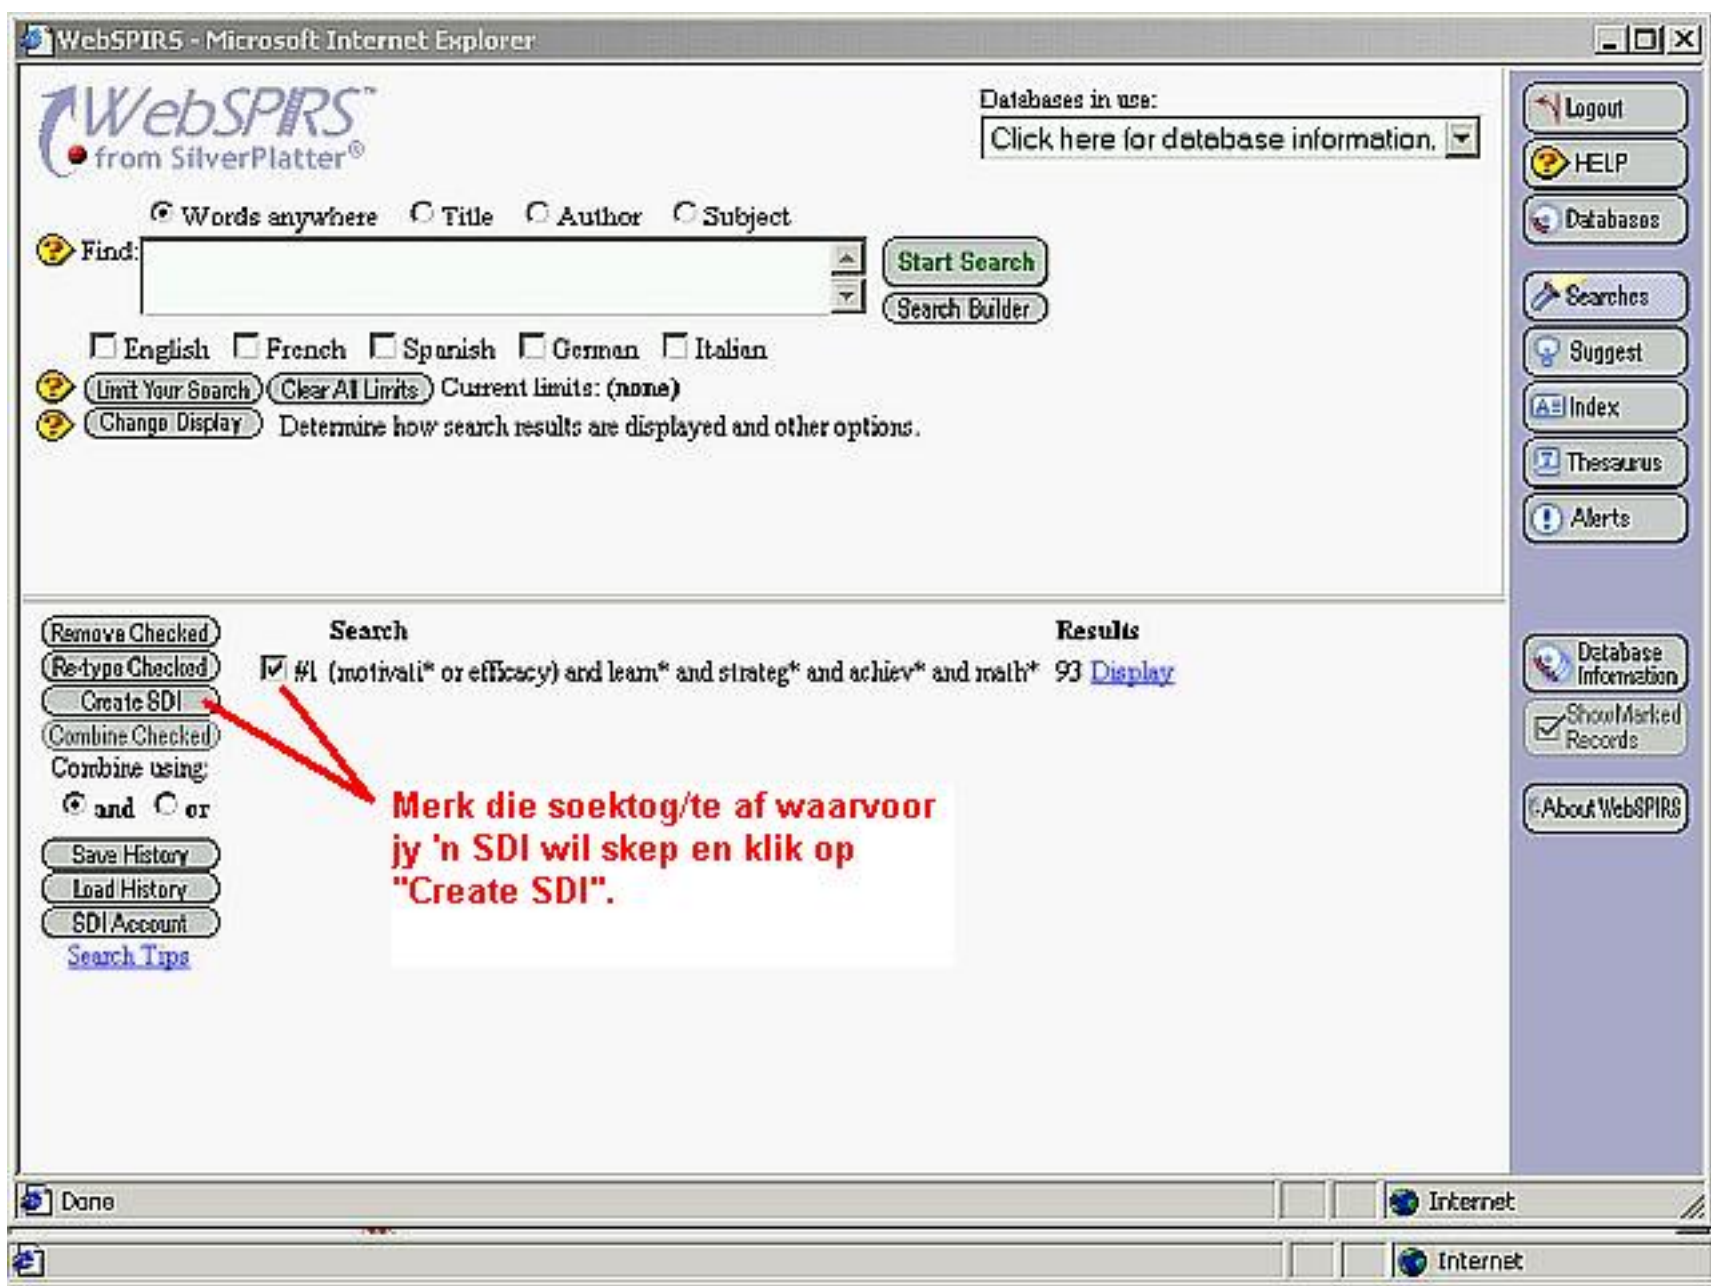 WebSPIRS - Microsoft Internet Explorer
WebSPIRS™
from SilverPlatter®
Databases in use:
Click here for database information.
Words anywhere Title Author Subject
Find:
Start Search
Search Builder
English French Spanish German Italian
Limit Your Search Clear All Limits Current limits: (none)
Change Display Determine how search results are displayed and other options.
Logout
HELP
Databases
Searches
Suggest
Index
Thesaurus
Alerts
Database
Information
Show Marked
Records
About WebSPIRS
Remove Checked
Re-type Checked
Create SDI
Combine Checked
Combine using:
and or
Save History
Load History
SDI Account
Search Tips
Search Results
#1 (motivati* or efficacy) and learn* and strateg* and achiev* and math* 93 Display
Merk die soektog/te af waarvoor
jy 'n SDI wil skep en klik op
"Create SDI".
Done
Internet
Internet